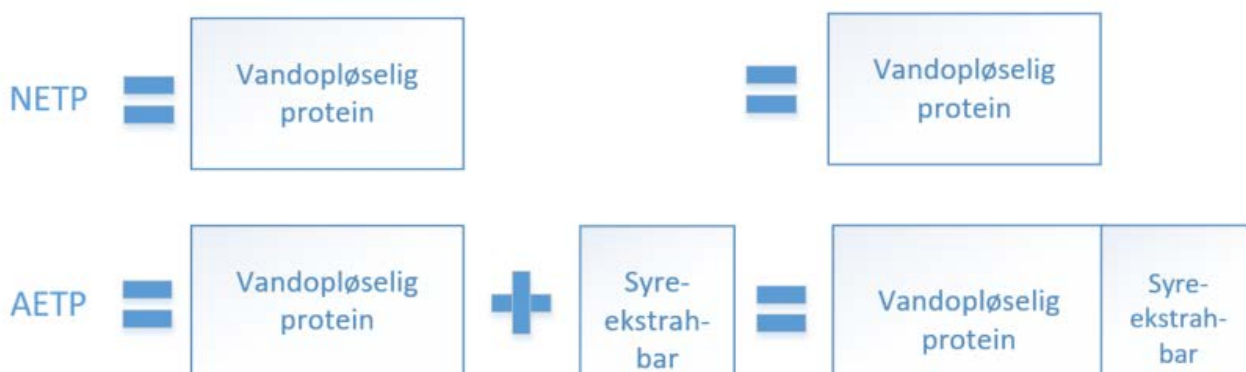 NETP
Vandopløselig
protein
Vandopløselig
protein
AETP
Vandopløselig
protein
Syre-
ekstrah-
bar
Vandopløselig
protein
Syre-
ekstrah-
bar